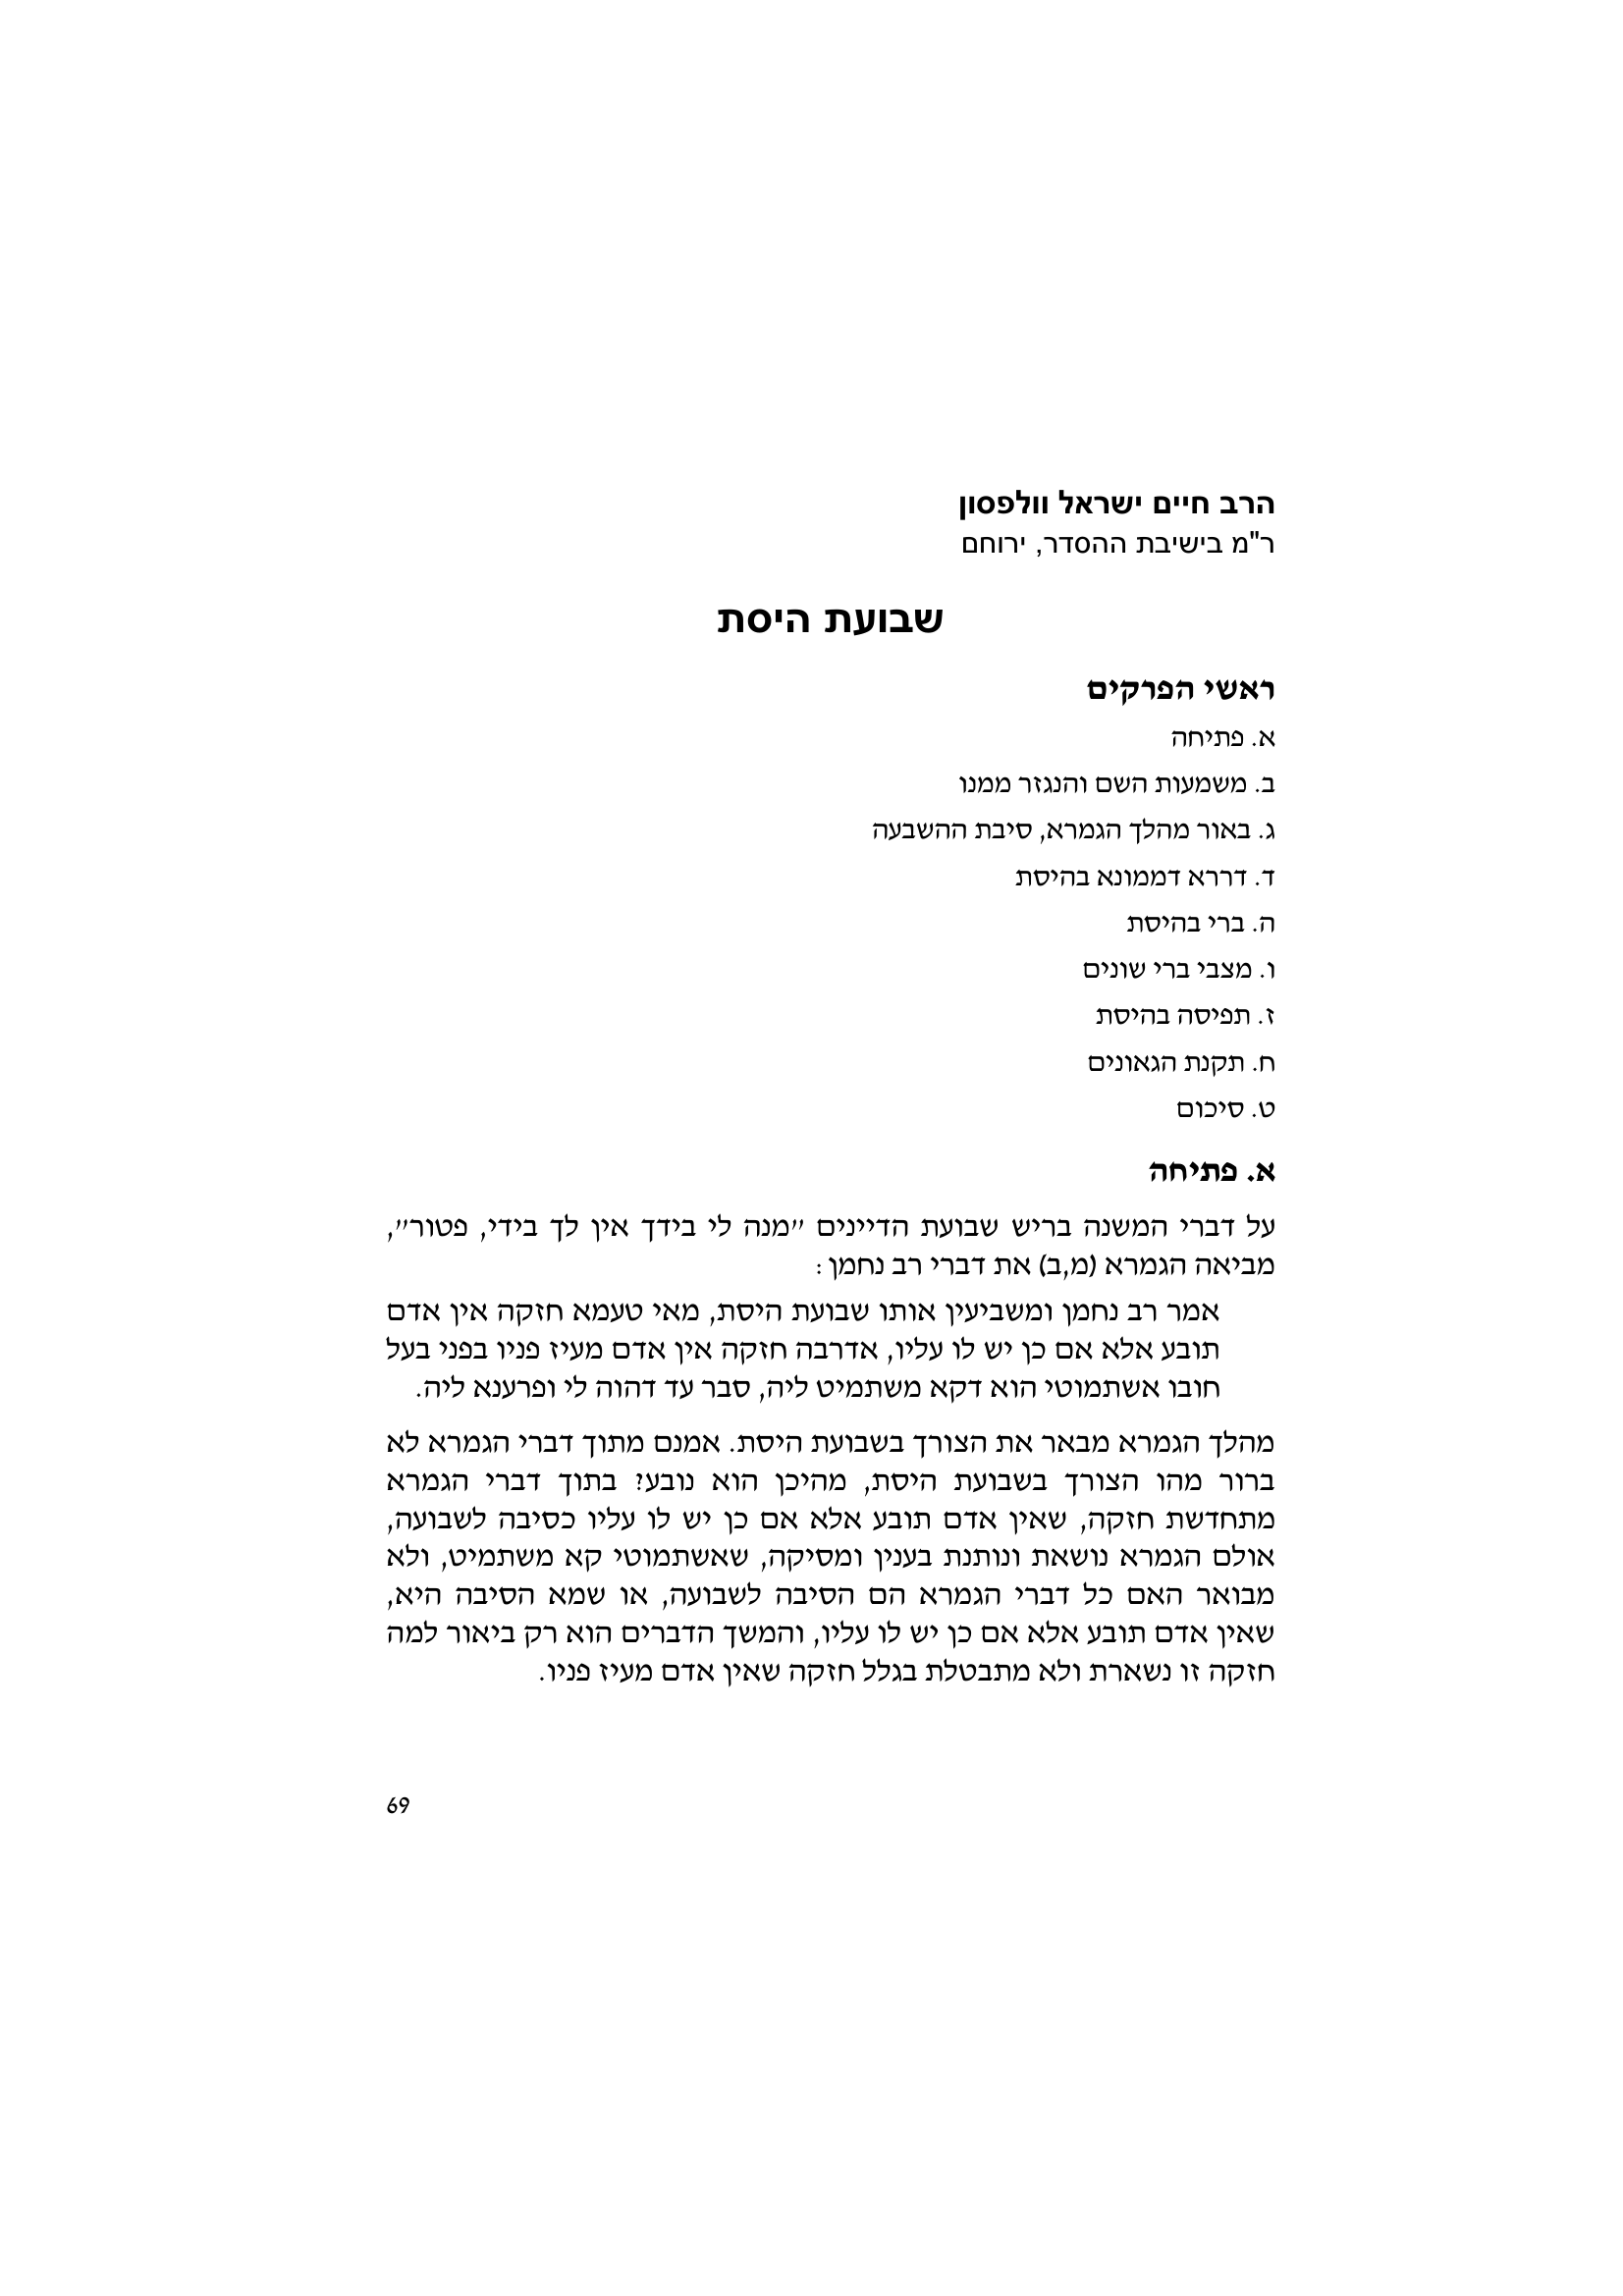 הרב חיים ישראל וולפסון
ר"מ בישיבת ההסדר, ירוחם
שבועת היסת
ראשי הפרקים
א. פתיחה
ב. משמעות השם והנגזר ממנו
ג. באור מהלך הגמרא, סיבת ההשבעה
ד. דררא דממונא בהיסת
ה. ברי בהיסת
ו. מצבי ברי שונים
ז. תפיסה בהיסת
ח. תקנת הגאונים
ט. סיכום
א. פתיחה
על דברי המשנה בריש שבועת הדיינים ״מנה לי בידך אין לך בידי, פטור״,
מביאה הגמרא (מ,ב) את דברי רב נחמן:
אמר רב נחמן ומשביעין אותו שבועת היסת, מאי טעמא חזקה אין אדם
תובע אלא אם כן יש לו עליו, אדרבה חזקה אין אדם מעיז פניו בפני בעל
חובו אשתמוטי הוא דקא משתמיט ליה, סבר עד דהוה לי ופרענא ליה.
מהלך הגמרא מבאר את הצורך בשבועת היסת. אמנם מתוך דברי הגמרא לא
ברור מהו הצורך בשבועת היסת, מהיכן הוא נובע? בתוך דברי הגמרא
מתחדשת חזקה, שאין אדם תובע אלא אם כן יש לו עליו כסיבה לשבועה,
אולם הגמרא נושאת ונותנת בענין ומסיקה, שאשתמוטי קא משתמיט, ולא
מבואר האם כל דברי הגמרא הם הסיבה לשבועה, או שמא הסיבה היא,
שאין אדם תובע אלא אם כן יש לו עליו, והמשך הדברים הוא רק ביאור למה
חזקה זו נשארת ולא מתבטלת בגלל חזקה שאין אדם מעיז פניו.
69